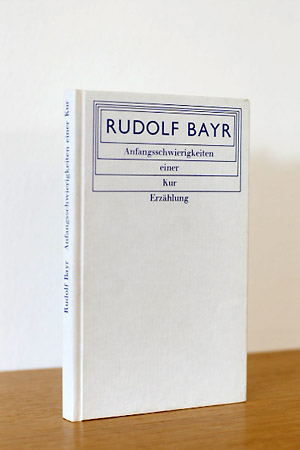 RUDOLF BAYR
Anfangsschwierigkeiten
einer
Kur
Erzählung
Rudolf Bayr Anfangsschwierigkeiten einer Kur